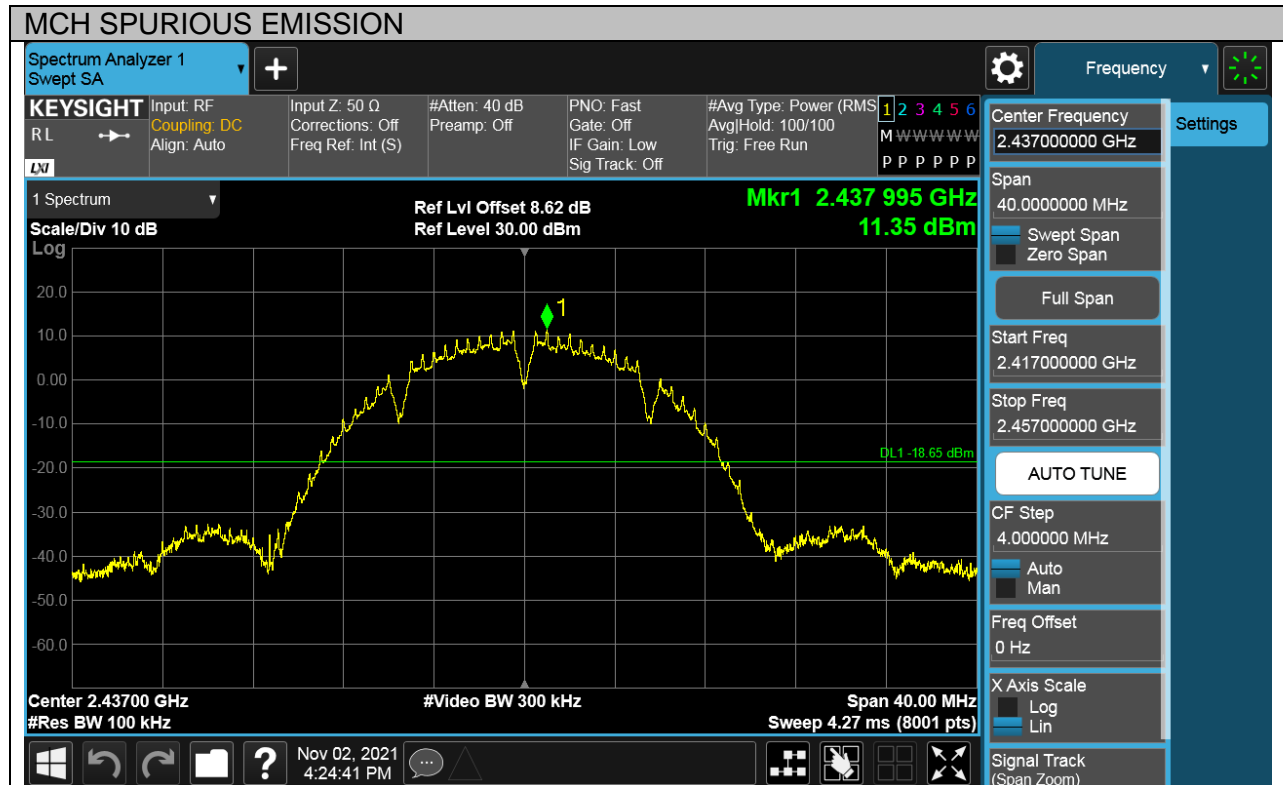 MCH SPURIOUS EMISSION
Spectrum Analyzer 1
Swept SA
Frequency
KEYSIGHT
RL
LXI
Input: RF
Coupling: DC
Align: Auto
Input Z: 50 Ω
Corrections: Off
Freq Ref: Int (S)
#Atten: 40 dB
Preamp: Off
PNO: Fast
Gate: Off
IF Gain: Low
Sig Track: Off
#Avg Type: Power (RMS
Avg|Hold: 100/100
Trig: Free Run
1 2 3 4 5 6
M W W W W W
P P P P P P
1 Spectrum
Scale/Div 10 dB
Log
Ref Lvl Offset 8.62 dB
Ref Level 30.00 dBm
Mkr1 2.437 995 GHz
11.35 dBm
1
20.0
10.0
0.00
-10.0
-20.0
-30.0
-40.0
-50.0
-60.0
DL1 -18.65 dBm
Center 2.43700 GHz
#Res BW 100 kHz
#Video BW 300 kHz
Span 40.00 MHz
Sweep 4.27 ms (8001 pts)
Nov 02, 2021
4:24:41 PM
Center Frequency
2.437000000 GHz
Settings
Span
40.0000000 MHz
Swept Span
Zero Span
Full Span
Start Freq
2.417000000 GHz
Stop Freq
2.457000000 GHz
AUTO TUNE
CF Step
4.000000 MHz
Auto
Man
Freq Offset
0 Hz
X Axis Scale
Log
Lin
Signal Track
(Span Zoom)